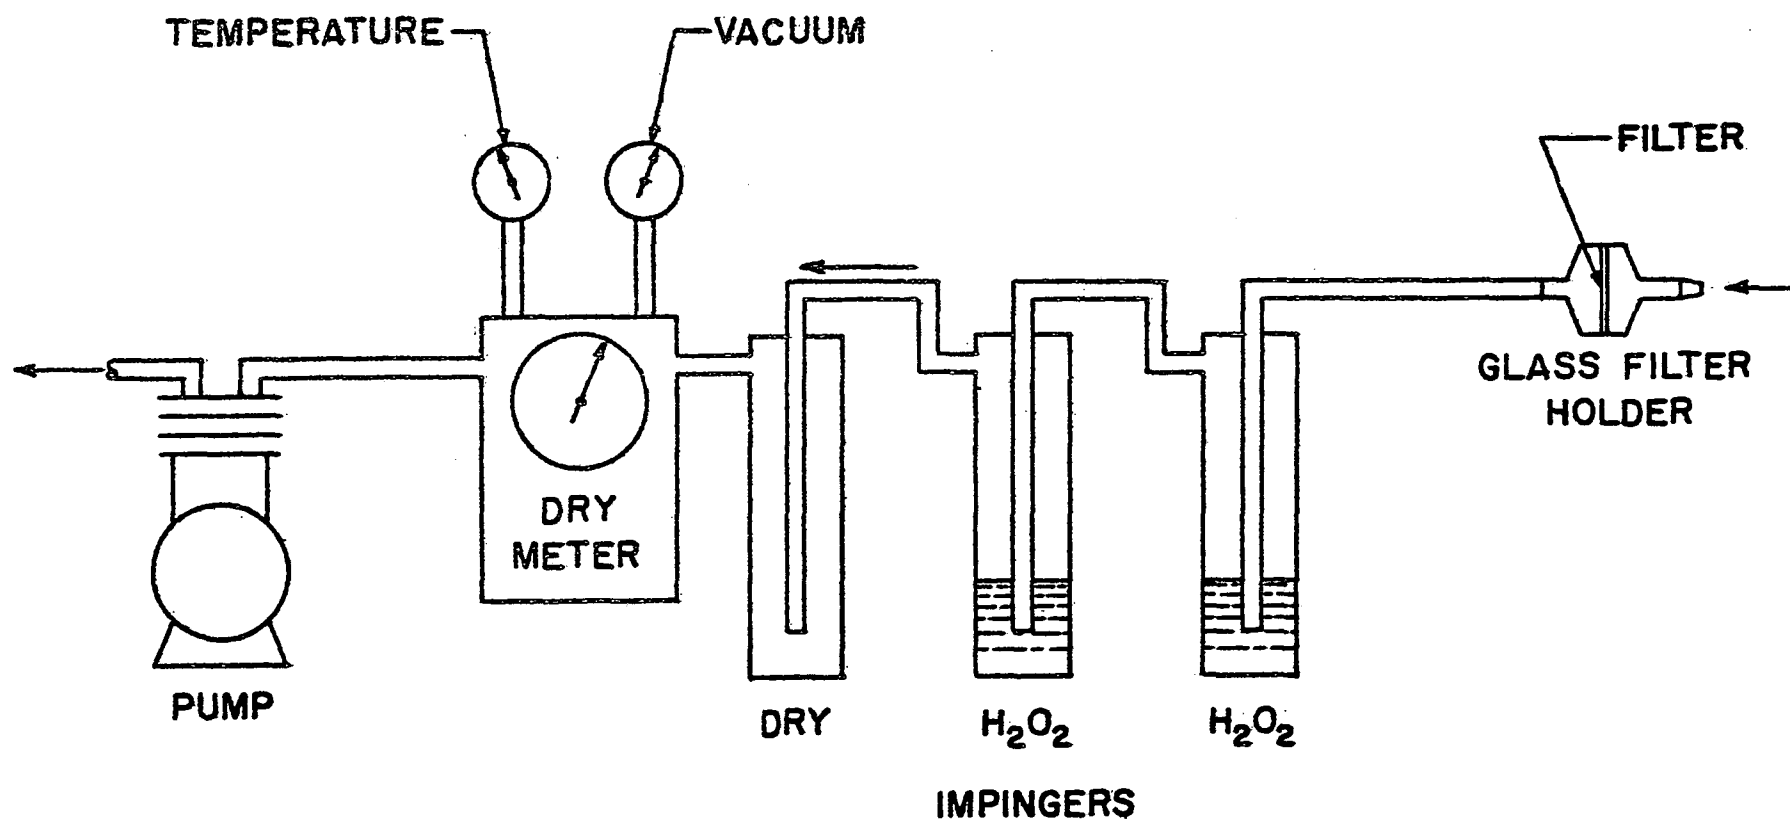 TEMPERATURE
VACUUM
FILTER
GLASS FILTER
HOLDER
DRY
METER
PUMP
DRY
H₂O₂
H₂O₂
IMPINGERS